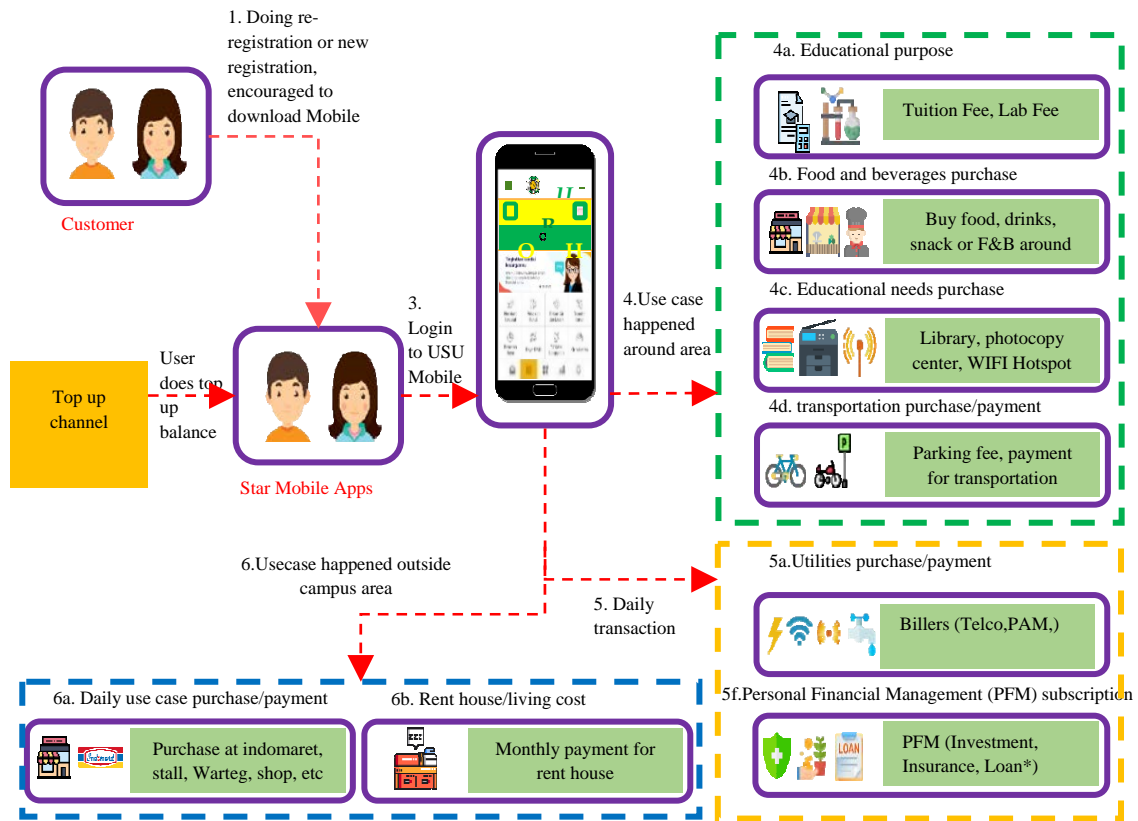 1. Doing re-
registration or new
registration,
encouraged to
download Mobile
Customer
Top up
channel
User
does top
up
balance
Star Mobile Apps
3.
Login
to USU
Mobile
U
B
O H
4.Use case
happened
around area
4a. Educational purpose
Tuition Fee, Lab Fee
4b. Food and beverages purchase
Buy food, drinks,
snack or F&B around
4c. Educational needs purchase
Library, photocopy
center, WIFI Hotspot
4d. transportation purchase/payment
P
Parking fee, payment
for transportation
5. Daily
transaction
5a.Utilities purchase/payment
Billers (Telco,PAM,)
5f.Personal Financial Management (PFM) subscription
LOAN
PFM (Investment,
Insurance, Loan*)
6.Usecase happened outside
campus area
6a. Daily use case purchase/payment
Indomaret
Purchase at indomaret,
stall, Warteg, shop, etc
6b. Rent house/living cost
Monthly payment for
rent house